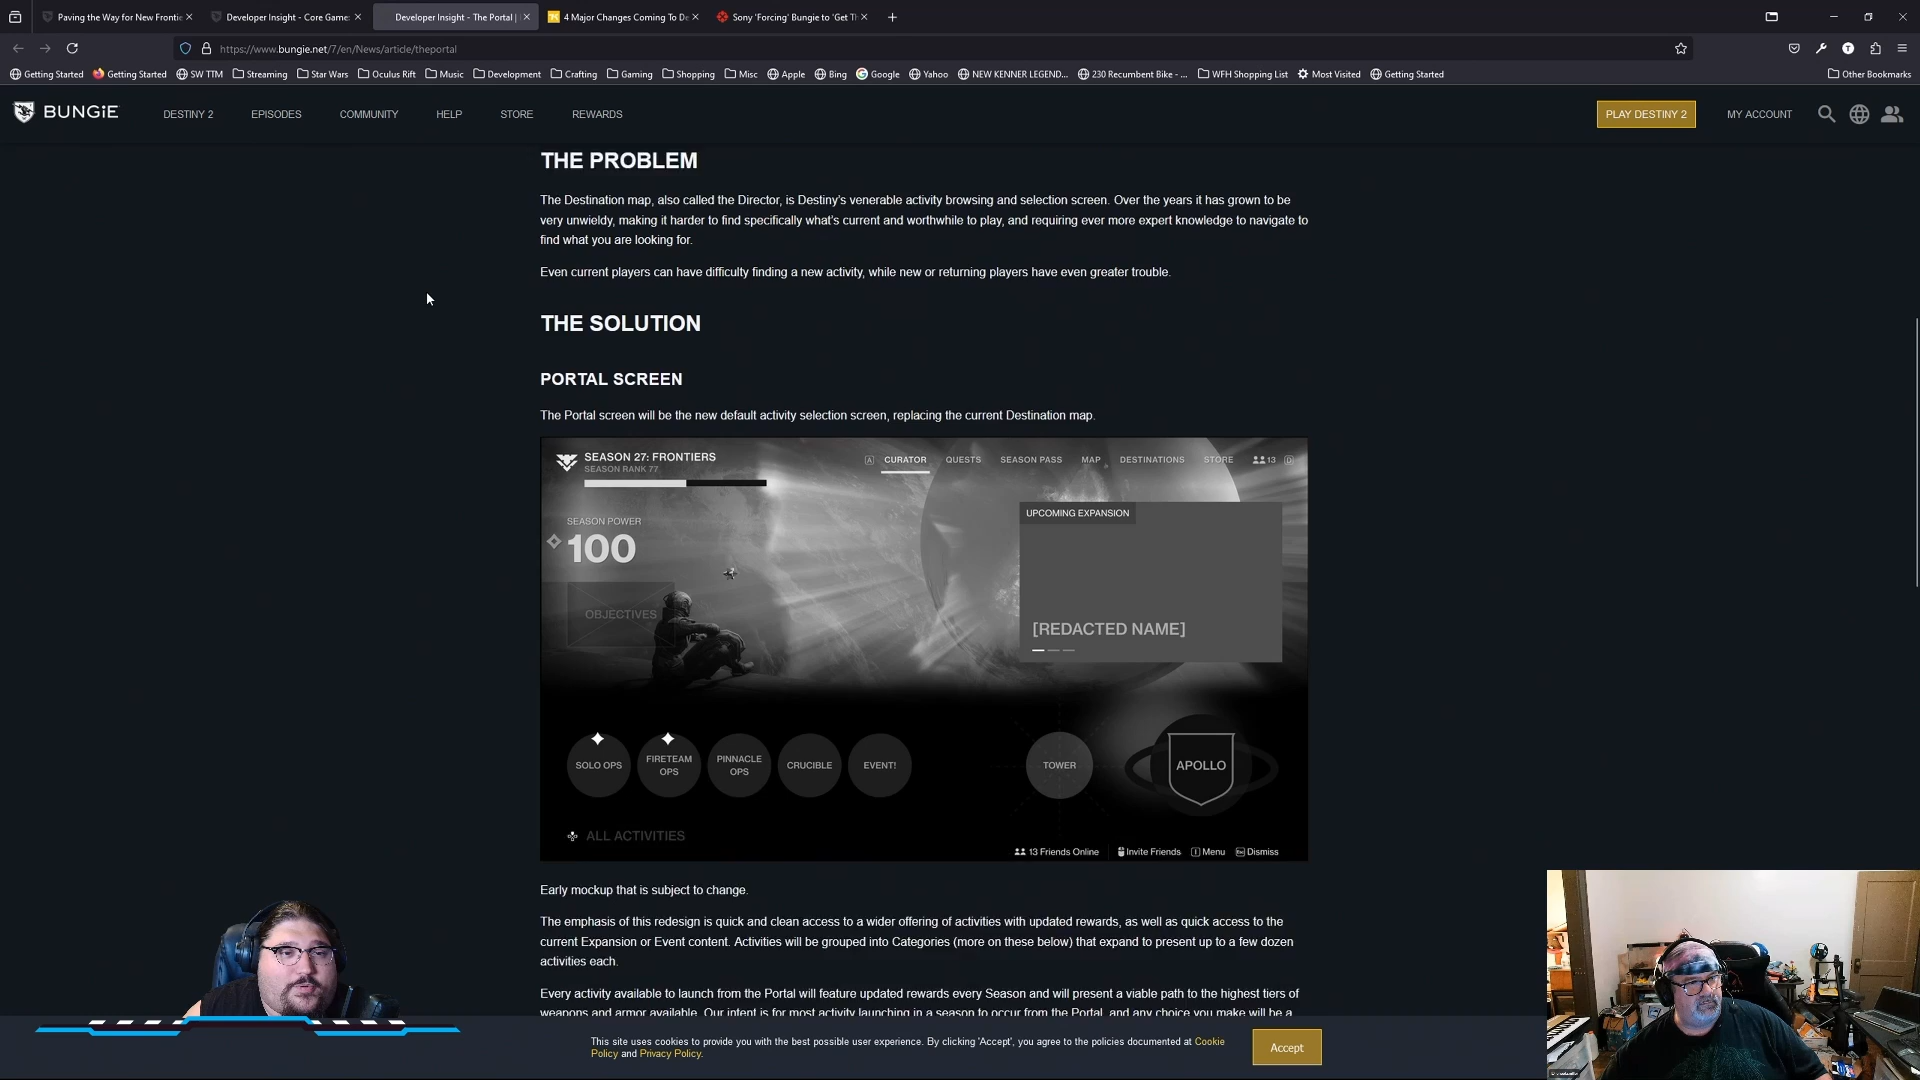 Paving the Way for New Frontie
Developer Insight - Core Game
Developer Insight - The Portal |
4 Major Changes Coming To De
Sony 'Forcing' Bungie to 'Get Th
https://www.bungie.net/7/en/News/article/theportal
Getting Started
Getting Started
SW TTM
Streaming
Star Wars
Oculus Rift
Music
Development
Crafting
Gaming
Shopping
Misc
Apple
Bing
Google
Yahoo
NEW KENNER LEGEND...
230 Recumbent Bike - ...
WFH Shopping List
Most Visited
Getting Started
Other Bookmarks
BUNGiE
DESTINY 2
EPISODES
COMMUNITY
HELP
STORE
REWARDS
PLAY DESTINY 2
MY ACCOUNT
THE PROBLEM
The Destination map, also called the Director, is Destiny's venerable activity browsing and selection screen. Over the years it has grown to be
very unwieldy, making it harder to find specifically what's current and worthwhile to play, and requiring ever more expert knowledge to navigate to
find what you are looking for.
Even current players can have difficulty finding a new activity, while new or returning players have even greater trouble.
THE SOLUTION
PORTAL SCREEN
The Portal screen will be the new default activity selection screen, replacing the current Destination map.
SEASON 27: FRONTIERS
SEASON RANK 77
A
CURATOR
QUESTS
SEASON PASS
MAP
DESTINATIONS
STORE
13
D
SEASON POWER
100
OBJECTIVES
UPCOMING EXPANSION
[REDACTED NAME]
SOLO OPS
FIRETEAM
OPS
PINNACLE
OPS
CRUCIBLE
EVENT!
TOWER
APOLLO
ALL ACTIVITIES
13 Friends Online
Invite Friends
Menu
Dismiss
Early mockup that is subject to change.
The emphasis of this redesign is quick and clean access to a wider offering of activities with updated rewards, as well as quick access to the
current Expansion or Event content. Activities will be grouped into Categories (more on these below) that expand to present up to a few dozen
activities each.
Every activity available to launch from the Portal will feature updated rewards every Season and will present a viable path to the highest tiers of
weapons and armor available. Our intent is for most activity launching in a season to occur from the Portal, and any choice you make will be a
This site uses cookies to provide you with the best possible user experience. By clicking 'Accept', you agree to the policies documented at Cookie
Policy and Privacy Policy.
Accept